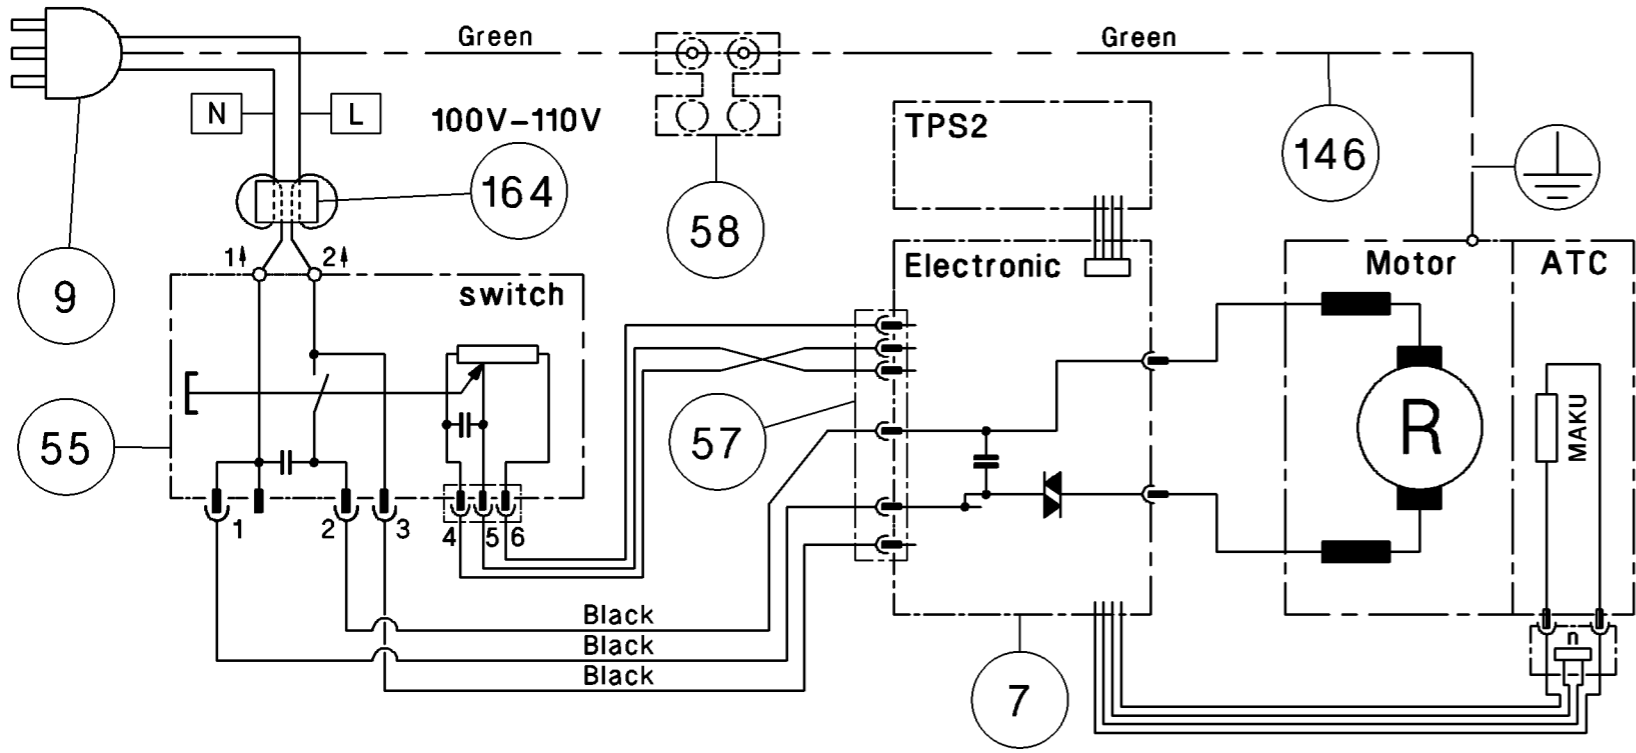 Green
Green
N
L
100V-110V
TPS2
146
164
58
1
2
9
switch
Electronic
Motor
ATC
55
57
R
MAKU
1
2
3
4
5
6
Black
Black
Black
n
7